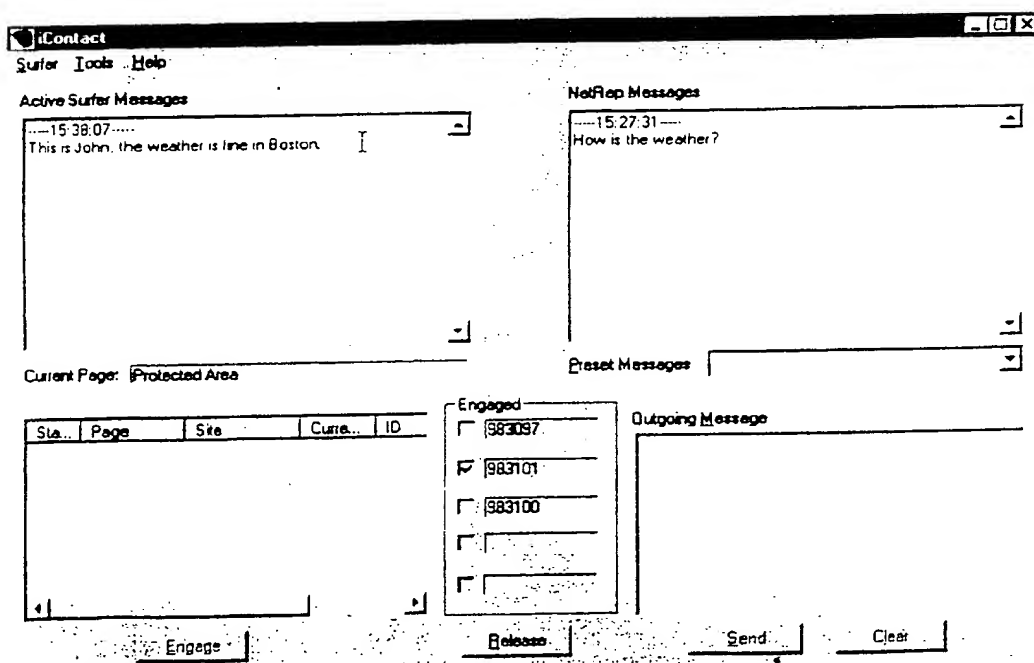 iContact
Surfer Tools Help
Active Surfer Messages
-----15:38:07-----
This is John, the weather is fine in Boston.
NetRep Messages
-----15:27:31-----
How is the weather?
Current Page: Protected Area
Preset Messages
Sta... Page Site Curre... ID
Engaged
983097
983101
983100
Outgoing Message
Engage
Release
Send
Clear